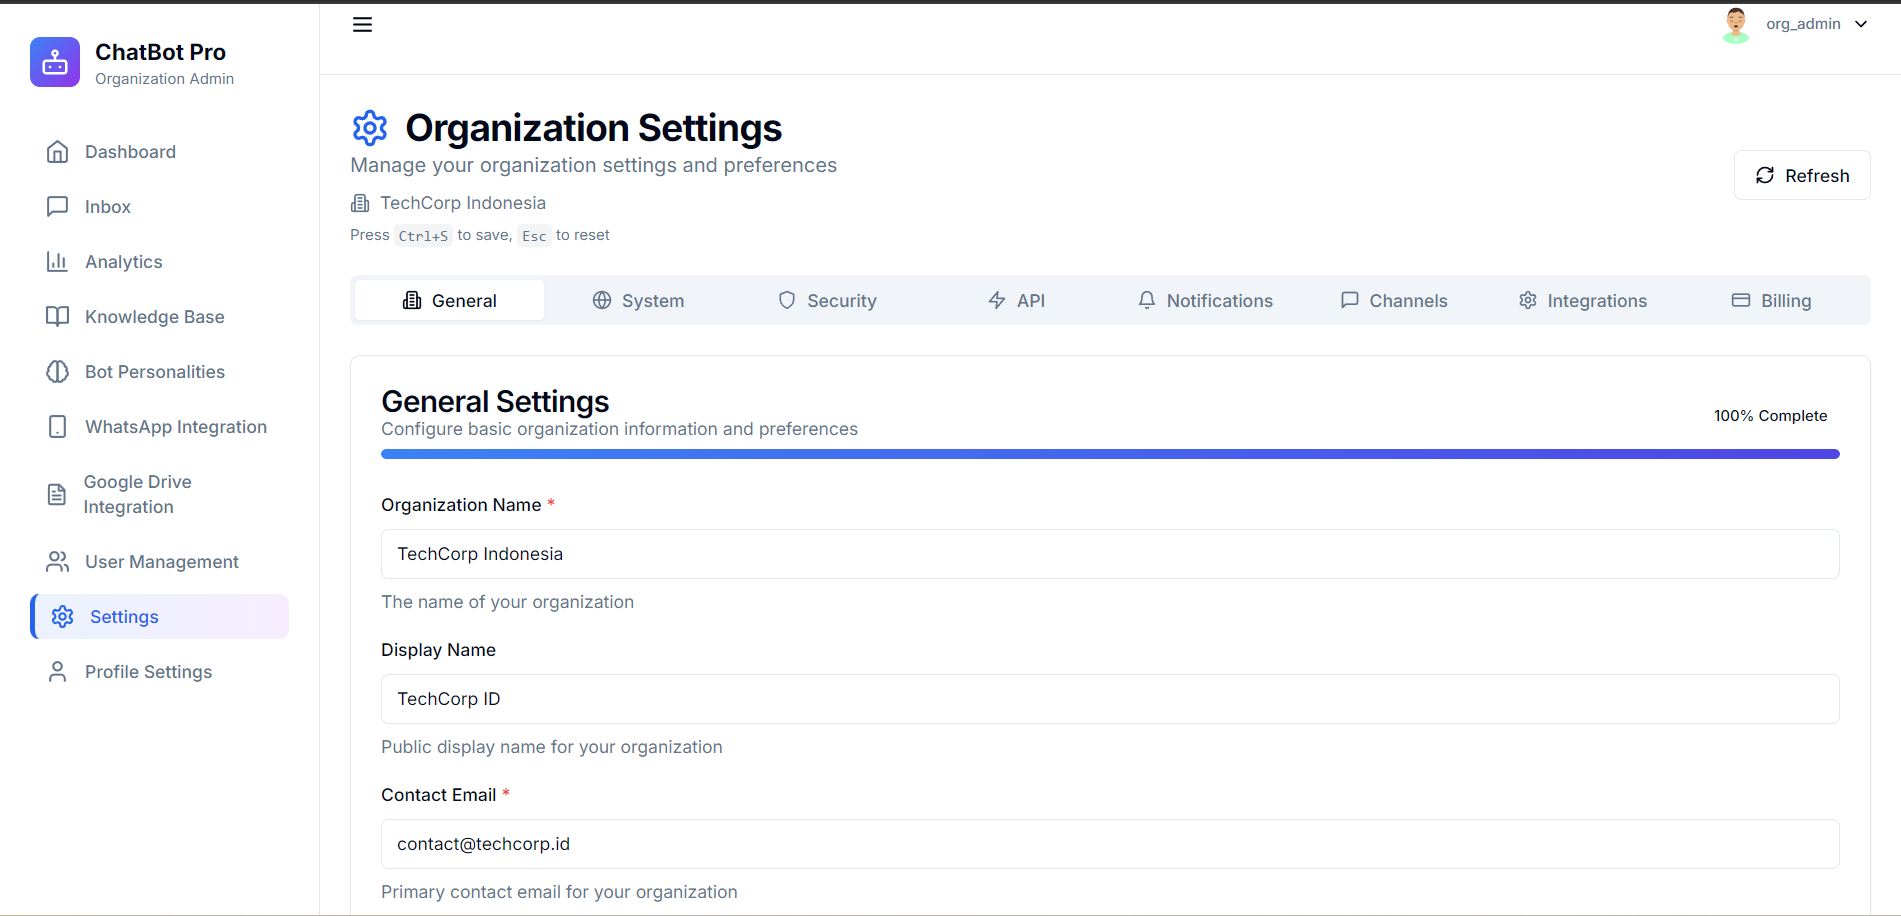 ChatBot Pro
Organization Admin
Dashboard
Inbox
Analytics
Knowledge Base
Bot Personalities
WhatsApp Integration
Google Drive
Integration
User Management
Settings
Profile Settings
org_admin
Organization Settings
Manage your organization settings and preferences
TechCorp Indonesia
Press Ctrl+S to save, Esc to reset
Refresh
General System Security API Notifications Channels Integrations Billing
General Settings
Configure basic organization information and preferences
100% Complete
Organization Name *
TechCorp Indonesia
The name of your organization
Display Name
TechCorp ID
Public display name for your organization
Contact Email *
contact@techcorp.id
Primary contact email for your organization